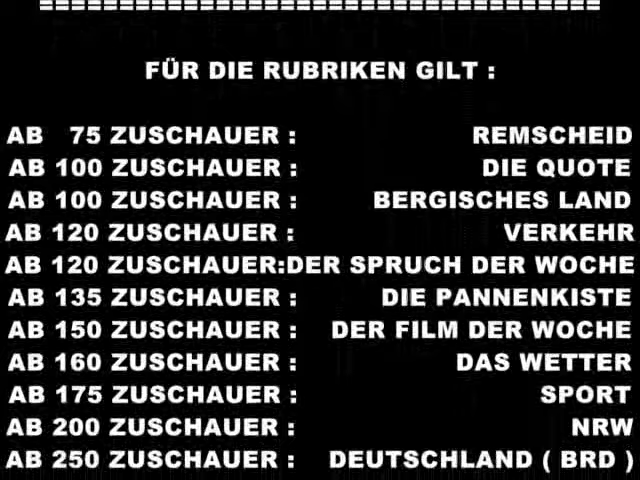 ====================================
FÜR DIE RUBRIKEN GILT :
AB 75 ZUSCHAUER : REMSCHEID
AB 100 ZUSCHAUER : DIE QUOTE
AB 100 ZUSCHAUER : BERGISCHES LAND
AB 120 ZUSCHAUER : VERKEHR
AB 120 ZUSCHAUER:DER SPRUCH DER WOCHE
AB 135 ZUSCHAUER : DIE PANNENKISTE
AB 150 ZUSCHAUER : DER FILM DER WOCHE
AB 160 ZUSCHAUER : DAS WETTER
AB 175 ZUSCHAUER : SPORT
AB 200 ZUSCHAUER : NRW
AB 250 ZUSCHAUER : DEUTSCHLAND ( BRD )